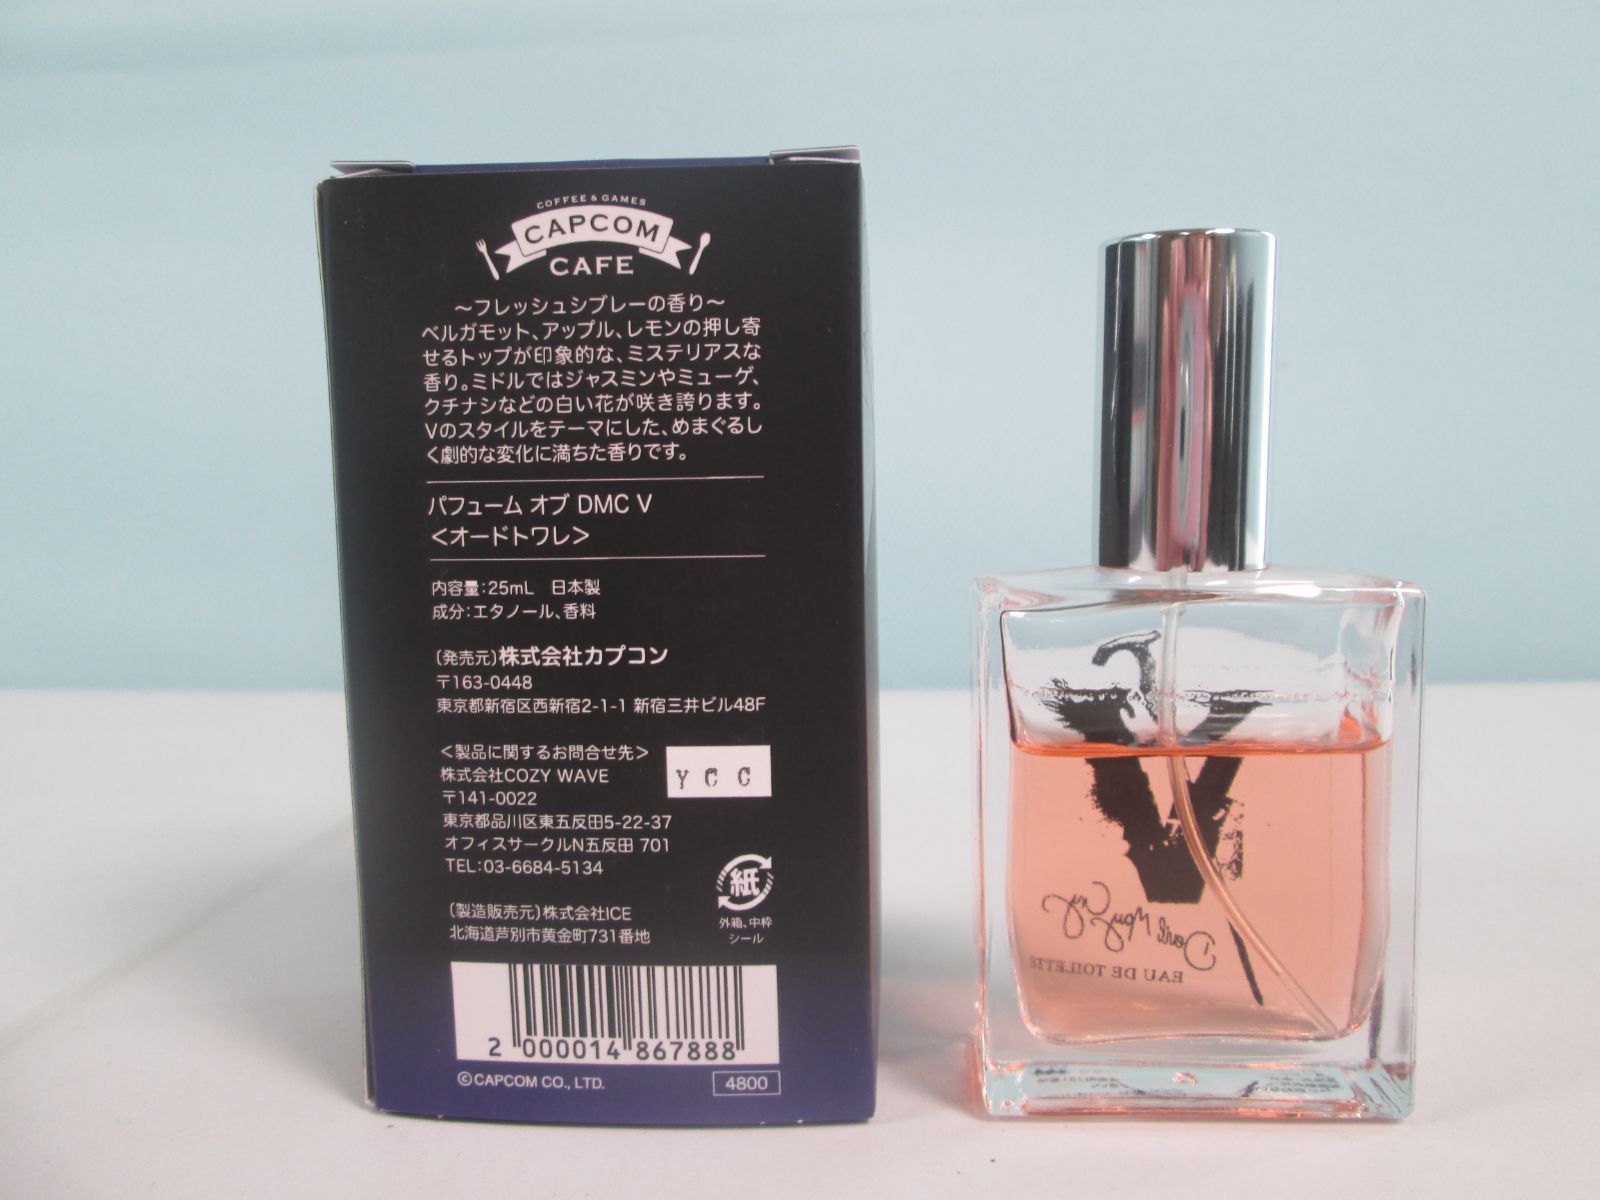 COFFEE & GAMES
CAPCOM
CAFE
〜フレッシュシプレーの香り〜
ベルガモット、アップル、レモンの押し寄
せるトップが印象的な、ミステリアスな
香り。ミドルではジャスミンやミューゲ、
クチナシなどの白い花が咲き誇ります。
Vのスタイルをテーマにした、めまぐるし
く劇的な変化に満ちた香りです。
パフューム オブ DMC V
<オードトワレ>
内容量:25mL 日本製
成分:エタノール、香料
〔発売元〕株式会社カプコン
〒163-0448
東京都新宿区西新宿2-1-1 新宿三井ビル48F
<製品に関するお問合せ先>
株式会社COZY WAVE
〒141-0022
東京都品川区東五反田5-22-37
オフィスサークルN五反田 701
TEL:03-6684-5134
YCC
〔製造販売元〕株式会社ICE
北海道芦別市黄金町731番地
紙
外箱、中枠
シール
2 000014 867888
©CAPCOM CO., LTD.
4800
V
Devil May Cry
EAU DE TOILETTE